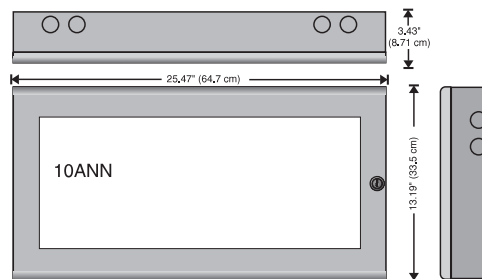 3.43"
(8.71 cm)
25.47" (64.7 cm)
10ANN
13.19" (33.5 cm)